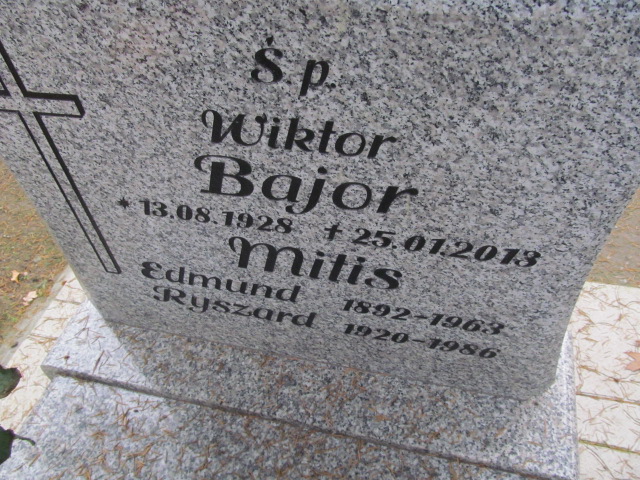 Ś p.
Wiktor
Bajor
* 13.08.1928 + 25.01.2013
Mitis
Edmund 1892-1963
Ryszard 1920-1986